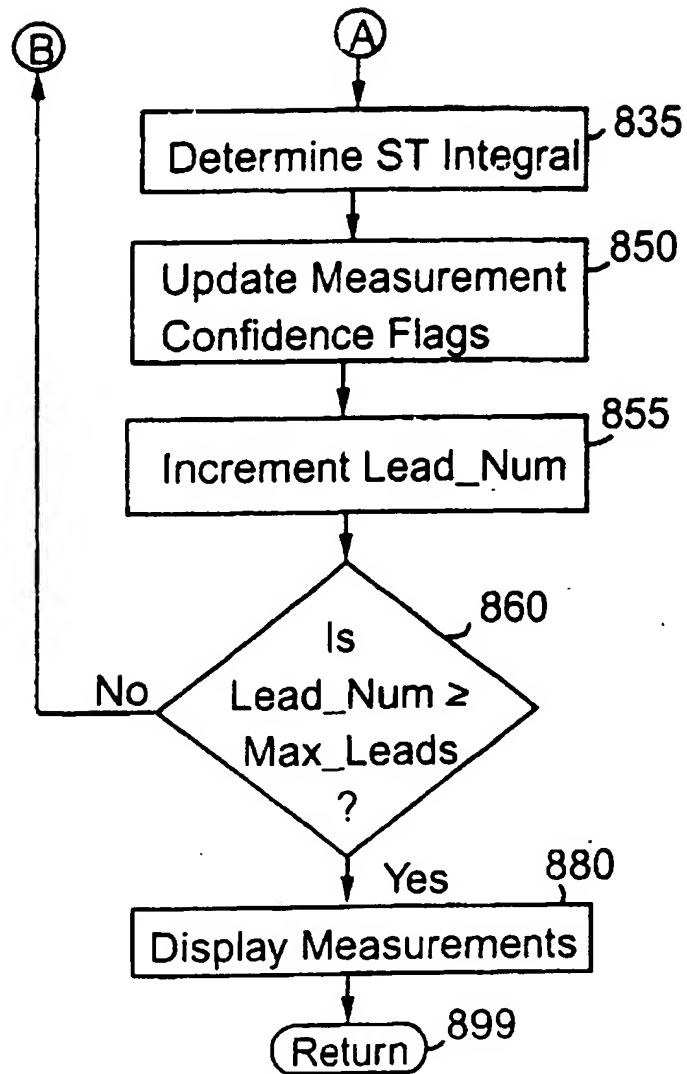 B
A
835
Determine ST Integral
850
Update Measurement
Confidence Flags
855
Increment Lead_Num
860
Is
Lead_Num ≥
Max_Leads
?
No
Yes
880
Display Measurements
Return
899